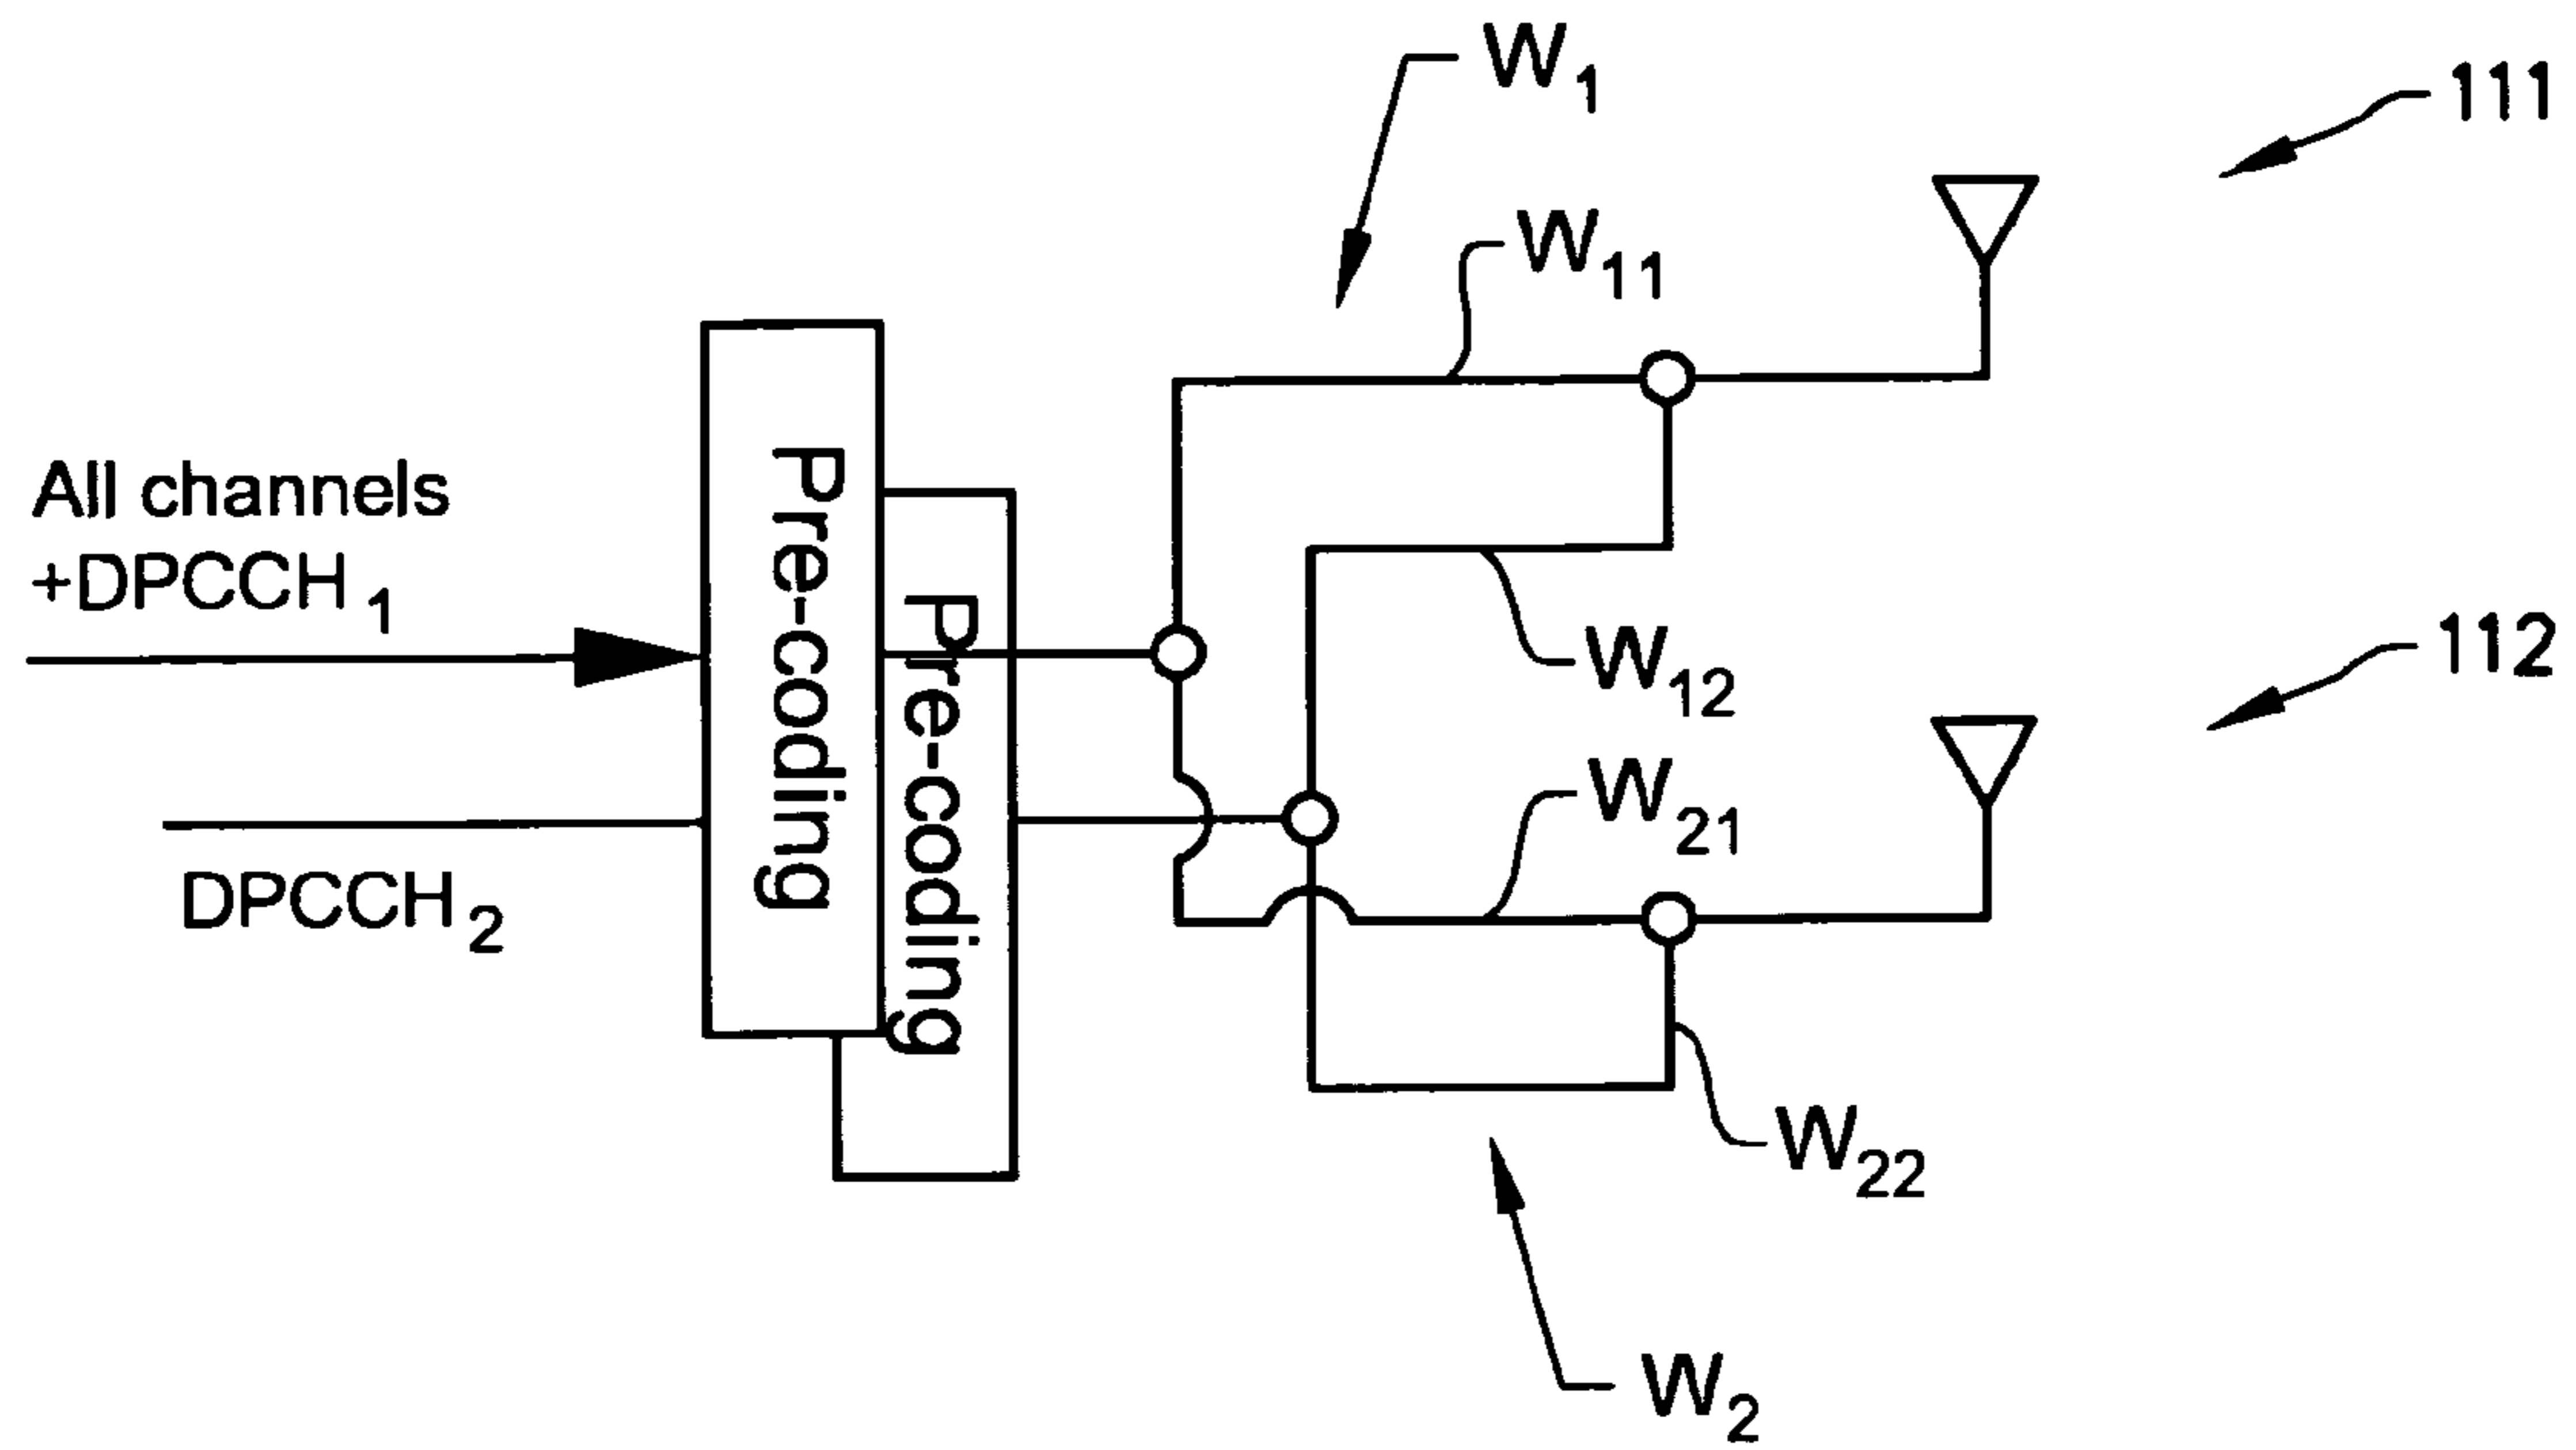 W1
111
W11
All channels
+DPCCH1
Pre-coding
Pre-coding
W12
112
W21
DPCCH2
W22
W2